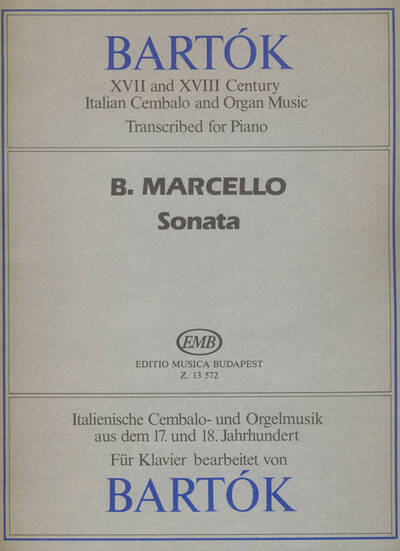 BARTÓK
XVII and XVIII Century
Italian Cembalo and Organ Music
Transcribed for Piano
B. MARCELLO
Sonata
EMB
EDITIO MUSICA BUDAPEST
Z. 13 572
Italienische Cembalo- und Orgelmusik
aus dem 17. und 18. Jahrhundert
Für Klavier bearbeitet von
BARTÓK